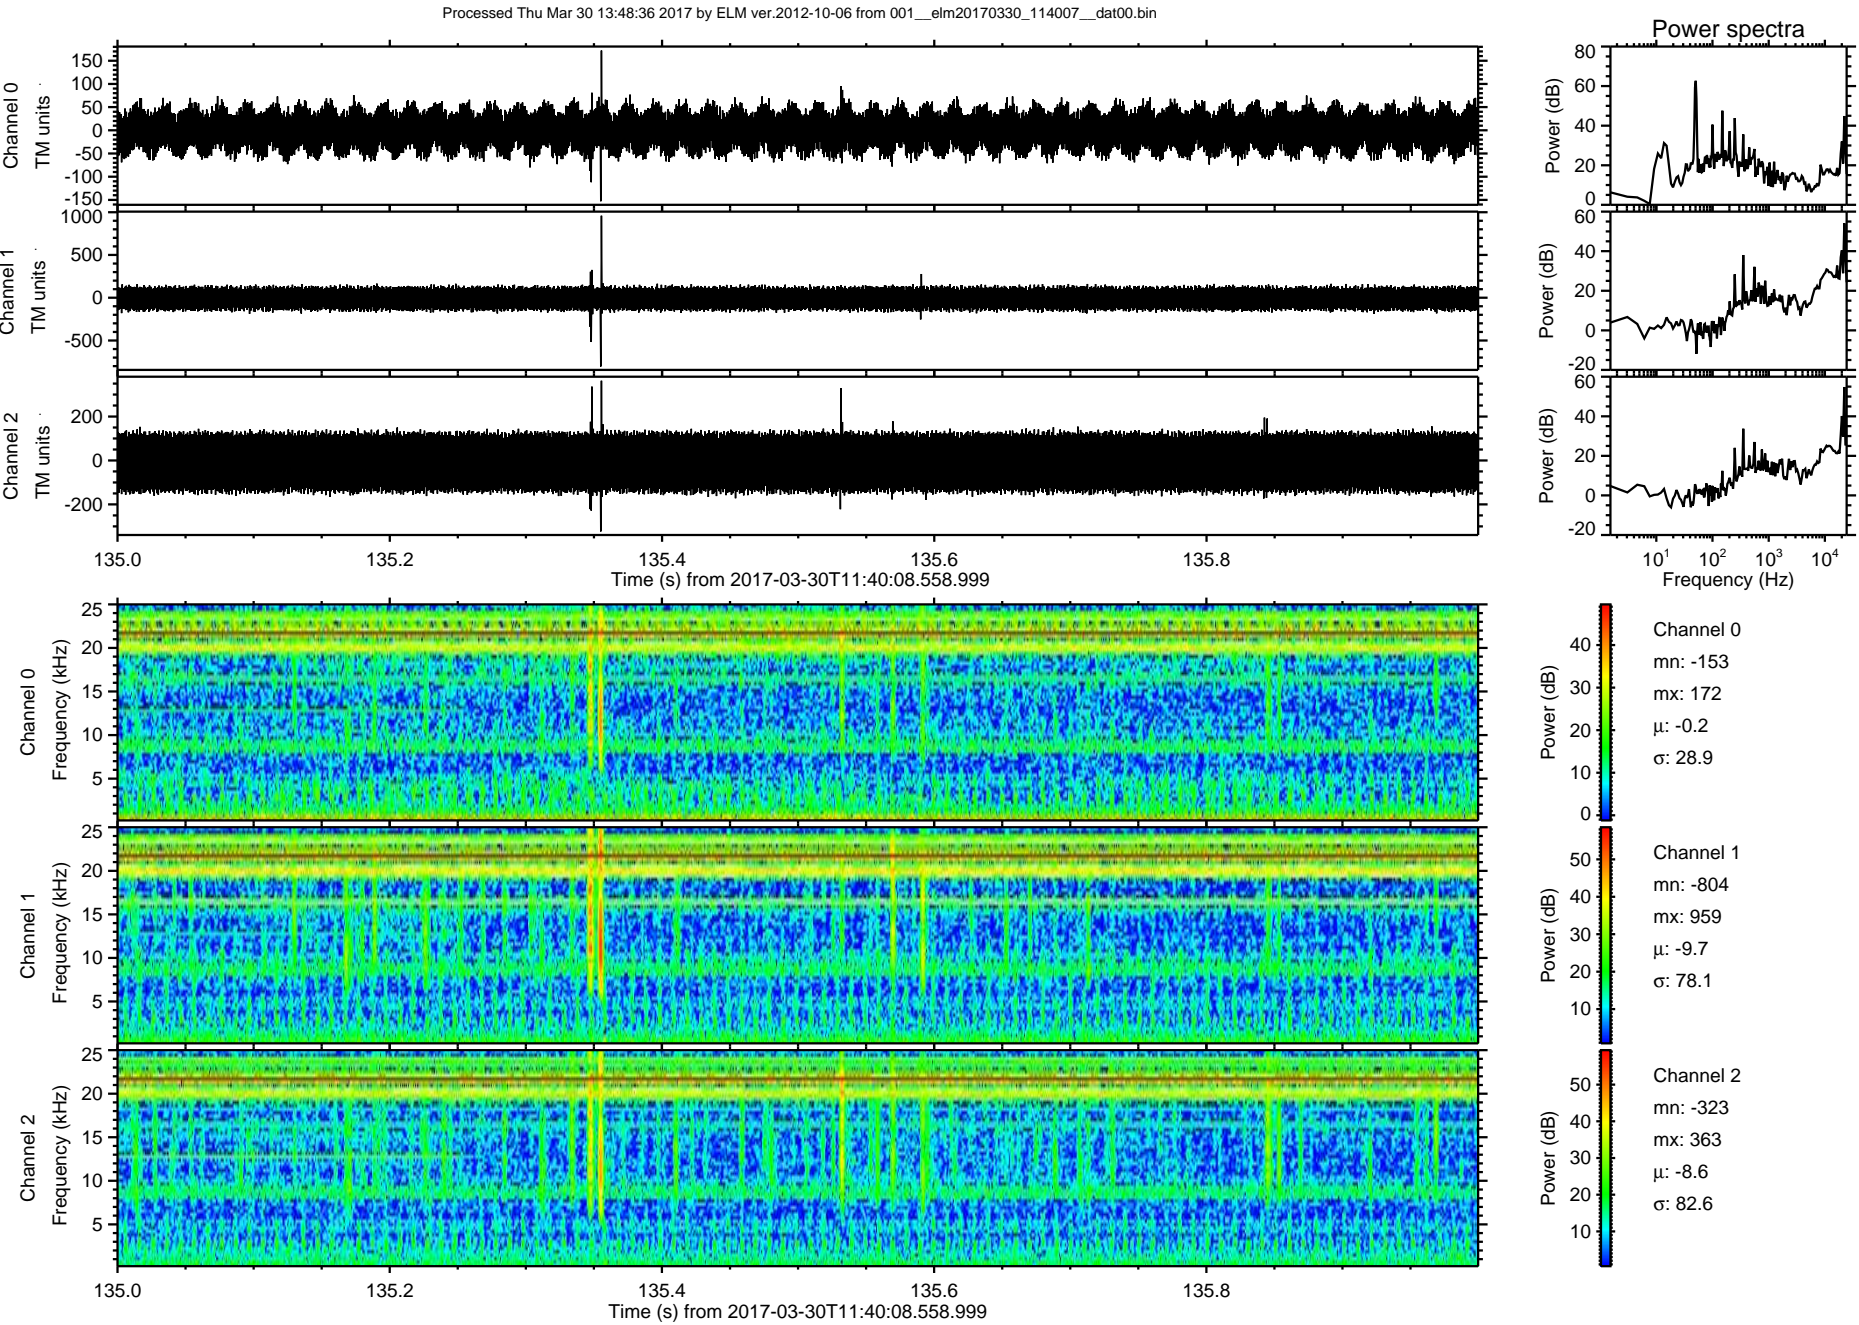 Processed Thu Mar 30 13:48:36 2017 by ELM ver.2012-10-06 from 001__elm20170330_114007__dat00.bin
Power spectra
Channel 0
TM units
150
100
50
0
-50
-100
-150
Power (dB)
80
60
40
20
0
Channel 1
TM units
1000
500
0
-500
Power (dB)
60
40
20
0
-20
Channel 2
TM units
200
0
-200
Power (dB)
60
40
20
0
-20
135.0 135.2 135.4 135.6 135.8
Time (s) from 2017-03-30T11:40:08.558.999
10^1 10^2 10^3 10^4
Frequency (Hz)
Channel 0
Frequency (kHz)
25
20
15
10
5
Power (dB)
40
30
20
10
0
Channel 0
mn: -153
mx: 172
μ: -0.2
σ: 28.9
Channel 1
Frequency (kHz)
25
20
15
10
5
Power (dB)
50
40
30
20
10
Channel 1
mn: -804
mx: 959
μ: -9.7
σ: 78.1
Channel 2
Frequency (kHz)
25
20
15
10
5
Power (dB)
50
40
30
20
10
Channel 2
mn: -323
mx: 363
μ: -8.6
σ: 82.6
135.0 135.2 135.4 135.6 135.8
Time (s) from 2017-03-30T11:40:08.558.999